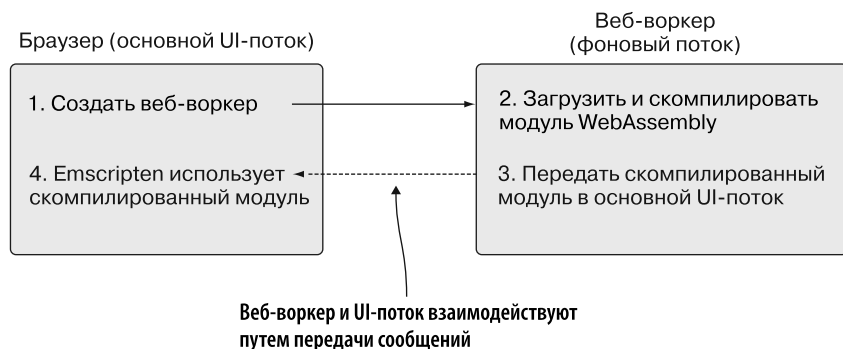 Браузер (основной UI-поток)
Веб-воркер
(фоновый поток)
1. Создать веб-воркер
2. Загрузить и скомпилировать
модуль WebAssembly
4. Emscripten использует
скомпилированный модуль
3. Передать скомпилированный
модуль в основной UI-поток
Веб-воркер и UI-поток взаимодействуют
путем передачи сообщений